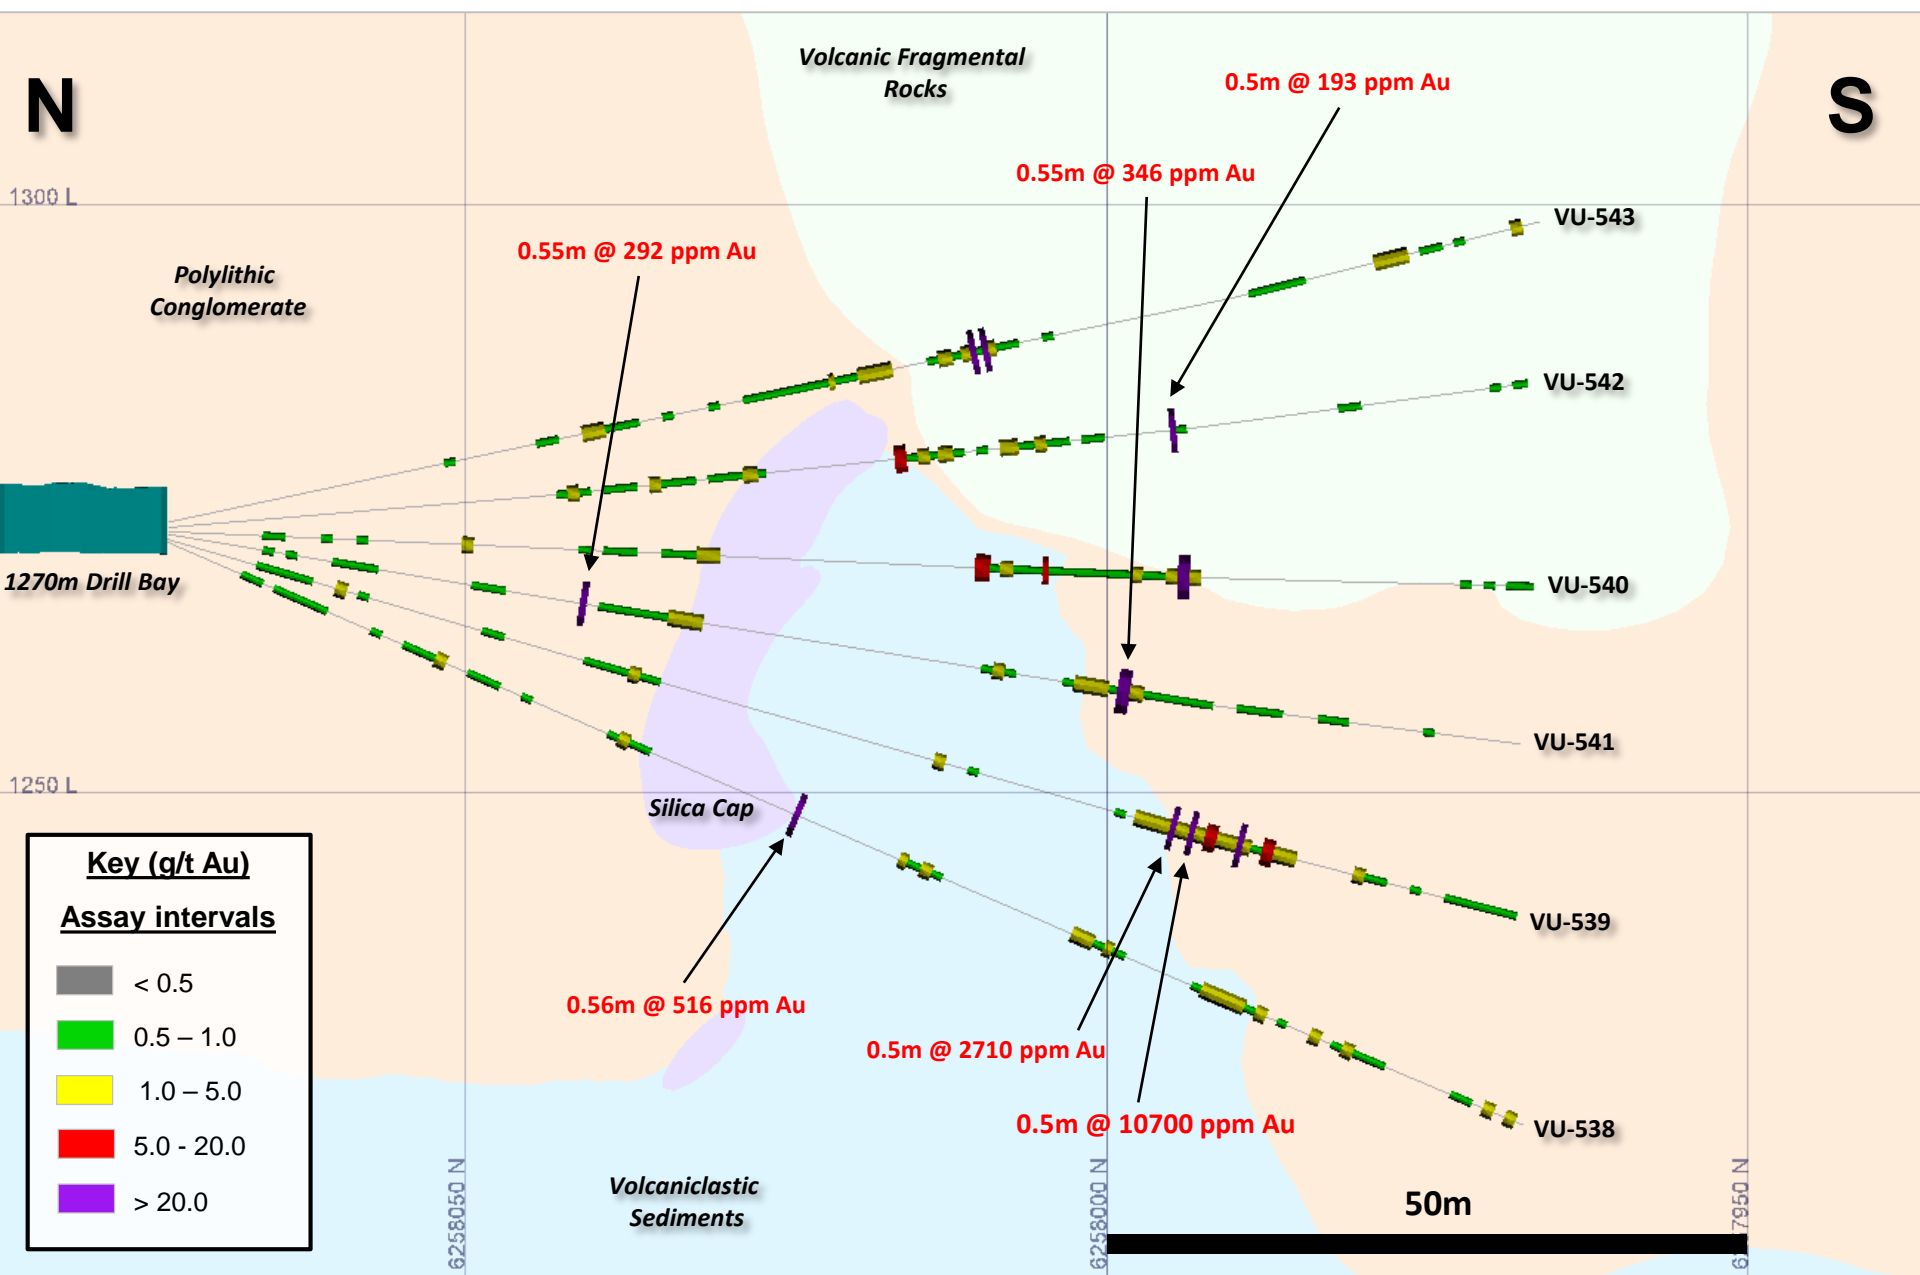 Volcanic Fragmental
Rocks
0.5m @ 193 ppm Au
N
S
0.55m @ 346 ppm Au
1300 L
VU-543
0.55m @ 292 ppm Au
Polylithic
Conglomerate
VU-542
1270m Drill Bay
VU-540
VU-541
1250 L
Silica Cap
Key (g/t Au)
Assay intervals
< 0.5
0.5 – 1.0
1.0 – 5.0
5.0 - 20.0
> 20.0
VU-539
0.56m @ 516 ppm Au
0.5m @ 2710 ppm Au
0.5m @ 10700 ppm Au
VU-538
Volcaniclastic
Sediments
50m
6258050 N
6258000 N
6257950 N